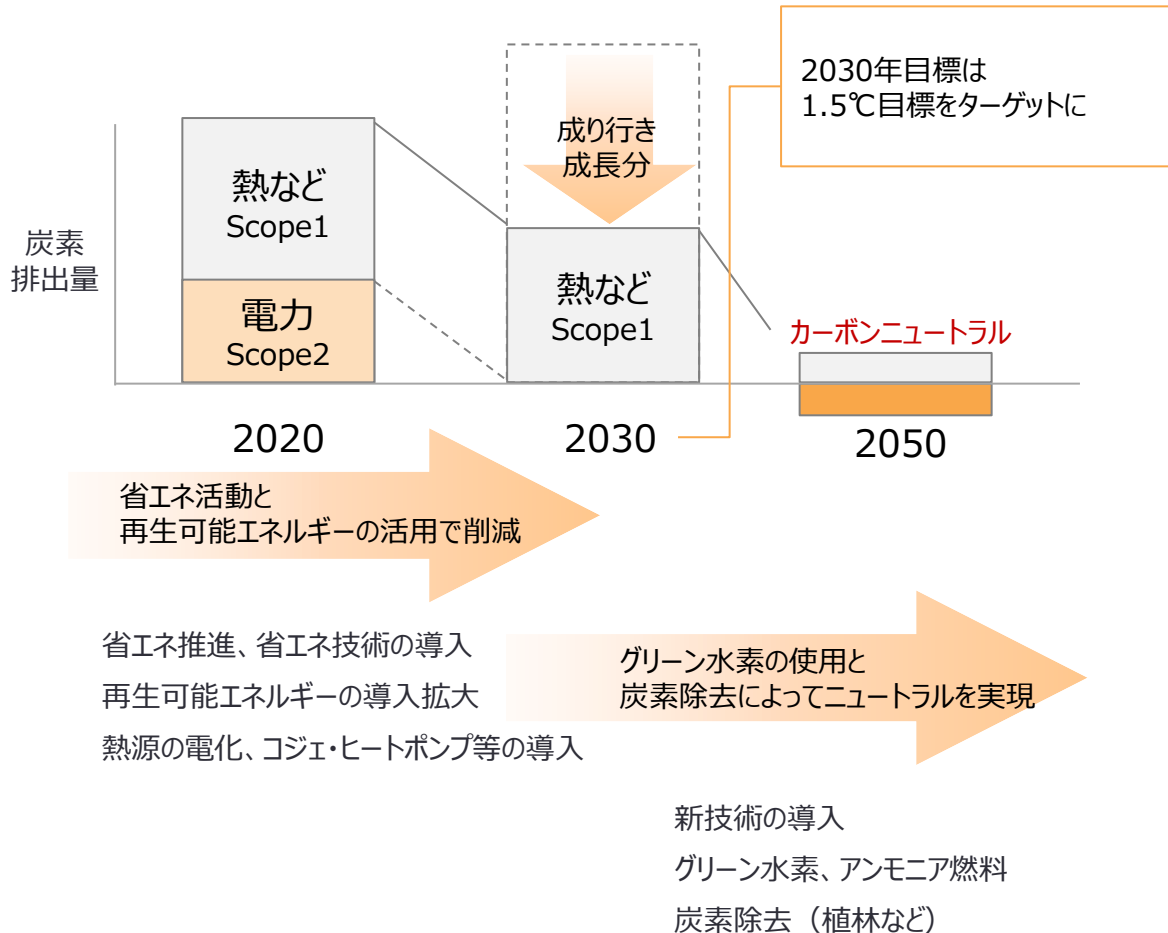 2030年目標は
1.5℃目標をターゲットに
成り行き
成長分
熱など
Scope1
電力
Scope2
熱など
Scope1
炭素
排出量
カーボンニュートラル
2020
2030
2050
省エネ活動と
再生可能エネルギーの活用で削減
省エネ推進、省エネ技術の導入
再生可能エネルギーの導入拡大
熱源の電化、コジェ・ヒートポンプ等の導入
グリーン水素の使用と
炭素除去によってニュートラルを実現
新技術の導入
グリーン水素、アンモニア燃料
炭素除去（植林など）